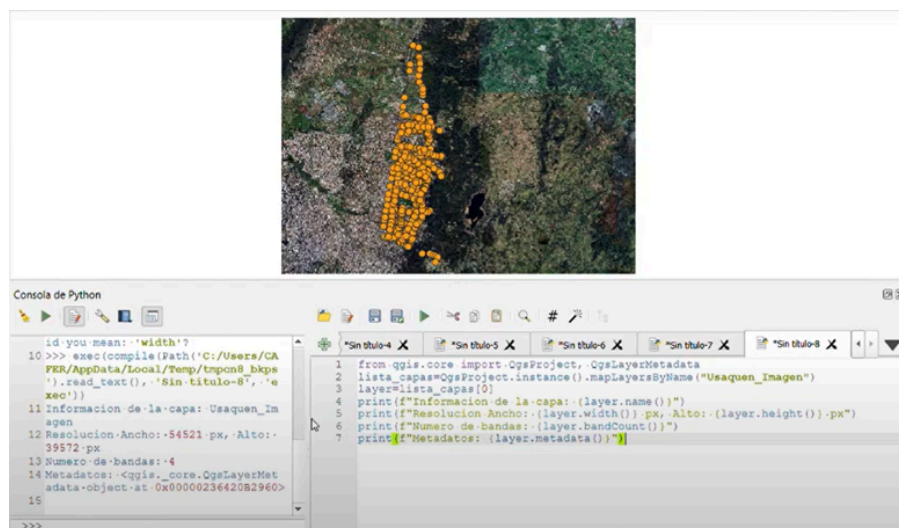 Consola de Python
id you mean: 'width'?
10 >>> exec(compile(Path('C:/Users/CA
FER/AppData/Local/Temp/tmpcn8_bkps
').read_text(), 'Sin título-8', 'e
xec'))
11 Informacion de la capa: Usaquen_Im
agen
12 Resolucion Ancho: 54521 px, Alto:
39572 px
13 Numero de bandas: 4
14 Metadatos: <qgis._core.QgsLayerMet
adata object at 0x00000236420B2960>
15
>>>
*Sin título-4
*Sin título-5
*Sin título-6
*Sin título-7
*Sin título-8
1 from qgis.core import QgsProject, QgsLayerMetadata
2 lista_capas=QgsProject.instance().mapLayersByName("Usaquen_Imagen")
3 layer=lista_capas[0]
4 print(f"Informacion de la capa: {layer.name()}")
5 print(f"Resolucion Ancho: {layer.width()} px, Alto: {layer.height()} px")
6 print(f"Numero de bandas: {layer.bandCount()}")
7 print(f"Metadatos: {layer.metadata()}")